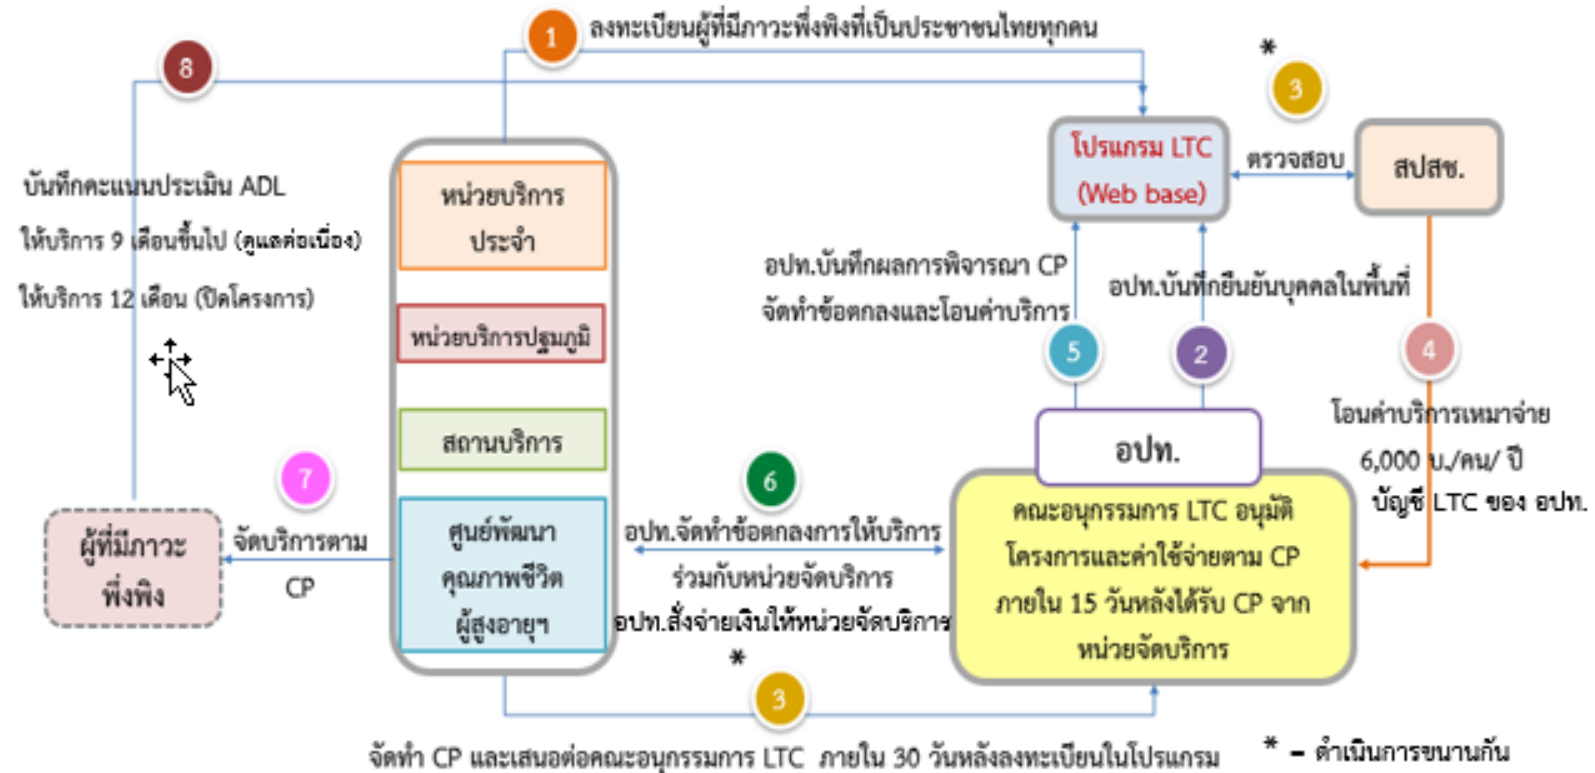 1
ลงทะเบียนผู้ที่มีภาวะพึ่งพิงที่เป็นประชาชนไทยทุกคน
8
*
3
โปรแกรม LTC
(Web base)
ตรวจสอบ
สปสช.
บันทึกคะแนนประเมิน ADL
ให้บริการ 9 เดือนขึ้นไป (ดูแลต่อเนื่อง)
ให้บริการ 12 เดือน (ปิดโครงการ)
หน่วยบริการ
ประจำ
หน่วยบริการปฐมภูมิ
สถานบริการ
ศูนย์พัฒนา
คุณภาพชีวิต
ผู้สูงอายุฯ
อปท.บันทึกผลการพิจารณา CP
จัดทำข้อตกลงและโอนค่าบริการ
5
อปท.บันทึกยืนยันบุคคลในพื้นที่
2
4
โอนค่าบริการเหมาจ่าย
6,000 บ./คน/ ปี
บัญชี LTC ของ อปท.
อปท.
คณะอนุกรรมการ LTC อนุมัติ
โครงการและค่าใช้จ่ายตาม CP
ภายใน 15 วันหลังได้รับ CP จาก
หน่วยจัดบริการ
6
อปท.จัดทำข้อตกลงการให้บริการ
ร่วมกับหน่วยจัดบริการ
อปท.สั่งจ่ายเงินให้หน่วยจัดบริการ
7
จัดบริการตาม
CP
ผู้ที่มีภาวะ
พึ่งพิง
*
3
จัดทำ CP และเสนอต่อคณะอนุกรรมการ LTC ภายใน 30 วันหลังลงทะเบียนในโปรแกรม
* – ดำเนินการขนานกัน